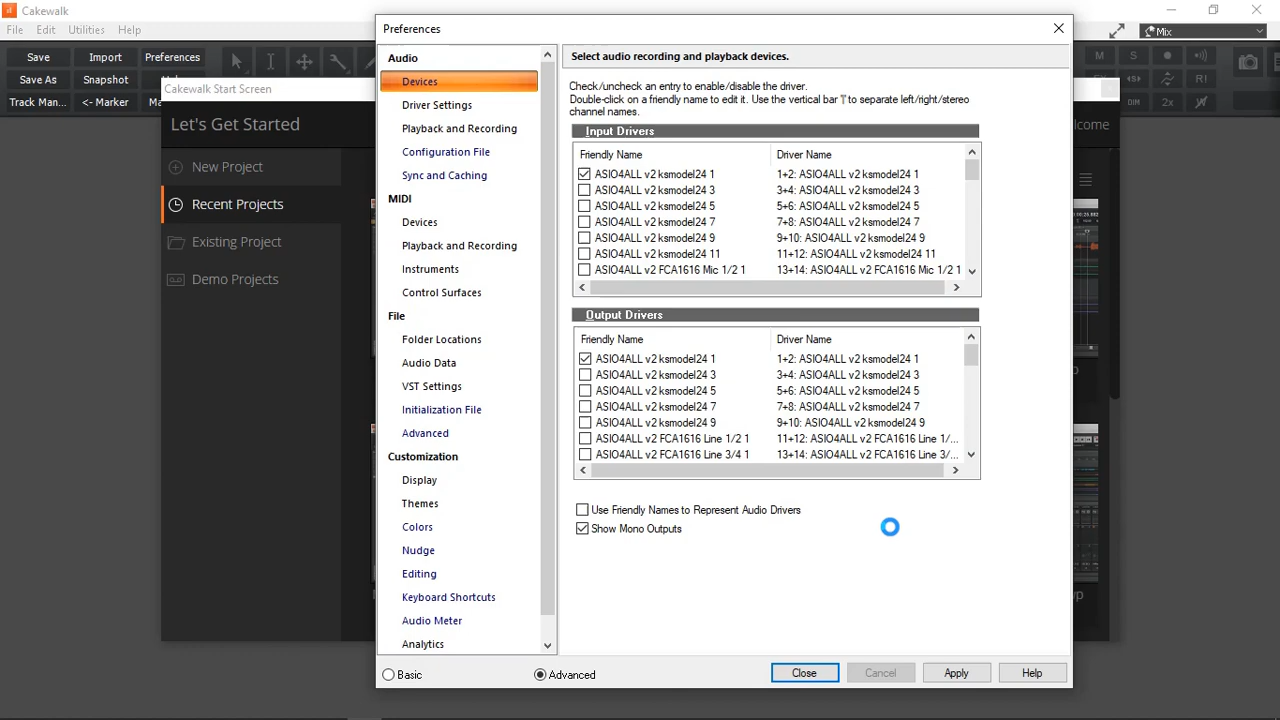 Cakewalk
File Edit Utilities Help
Mix
Save Import Preferences
Save As Snapshot
Track Man... <- Marker
M S
R!
DIM 2x
Cakewalk Start Screen
Let's Get Started
New Project
Recent Projects
Existing Project
Demo Projects
Preferences
Audio
Devices
Driver Settings
Playback and Recording
Configuration File
Sync and Caching
MIDI
Devices
Playback and Recording
Instruments
Control Surfaces
File
Folder Locations
Audio Data
VST Settings
Initialization File
Advanced
Customization
Display
Themes
Colors
Nudge
Editing
Keyboard Shortcuts
Audio Meter
Analytics
Basic Advanced
Select audio recording and playback devices.
Check/uncheck an entry to enable/disable the driver.
Double-click on a friendly name to edit it. Use the vertical bar '|' to separate left/right/stereo
channel names.
Input Drivers
Friendly Name Driver Name
ASIO4ALL v2 ksmodel24 1 1+2: ASIO4ALL v2 ksmodel24 1
ASIO4ALL v2 ksmodel24 3 3+4: ASIO4ALL v2 ksmodel24 3
ASIO4ALL v2 ksmodel24 5 5+6: ASIO4ALL v2 ksmodel24 5
ASIO4ALL v2 ksmodel24 7 7+8: ASIO4ALL v2 ksmodel24 7
ASIO4ALL v2 ksmodel24 9 9+10: ASIO4ALL v2 ksmodel24 9
ASIO4ALL v2 ksmodel24 11 11+12: ASIO4ALL v2 ksmodel24 11
ASIO4ALL v2 FCA1616 Mic 1/2 1 13+14: ASIO4ALL v2 FCA1616 Mic 1/2 1
Output Drivers
Friendly Name Driver Name
ASIO4ALL v2 ksmodel24 1 1+2: ASIO4ALL v2 ksmodel24 1
ASIO4ALL v2 ksmodel24 3 3+4: ASIO4ALL v2 ksmodel24 3
ASIO4ALL v2 ksmodel24 5 5+6: ASIO4ALL v2 ksmodel24 5
ASIO4ALL v2 ksmodel24 7 7+8: ASIO4ALL v2 ksmodel24 7
ASIO4ALL v2 ksmodel24 9 9+10: ASIO4ALL v2 ksmodel24 9
ASIO4ALL v2 FCA1616 Line 1/2 1 11+12: ASIO4ALL v2 FCA1616 Line 1/...
ASIO4ALL v2 FCA1616 Line 3/4 1 13+14: ASIO4ALL v2 FCA1616 Line 3/...
Use Friendly Names to Represent Audio Drivers
Show Mono Outputs
Close Cancel Apply Help